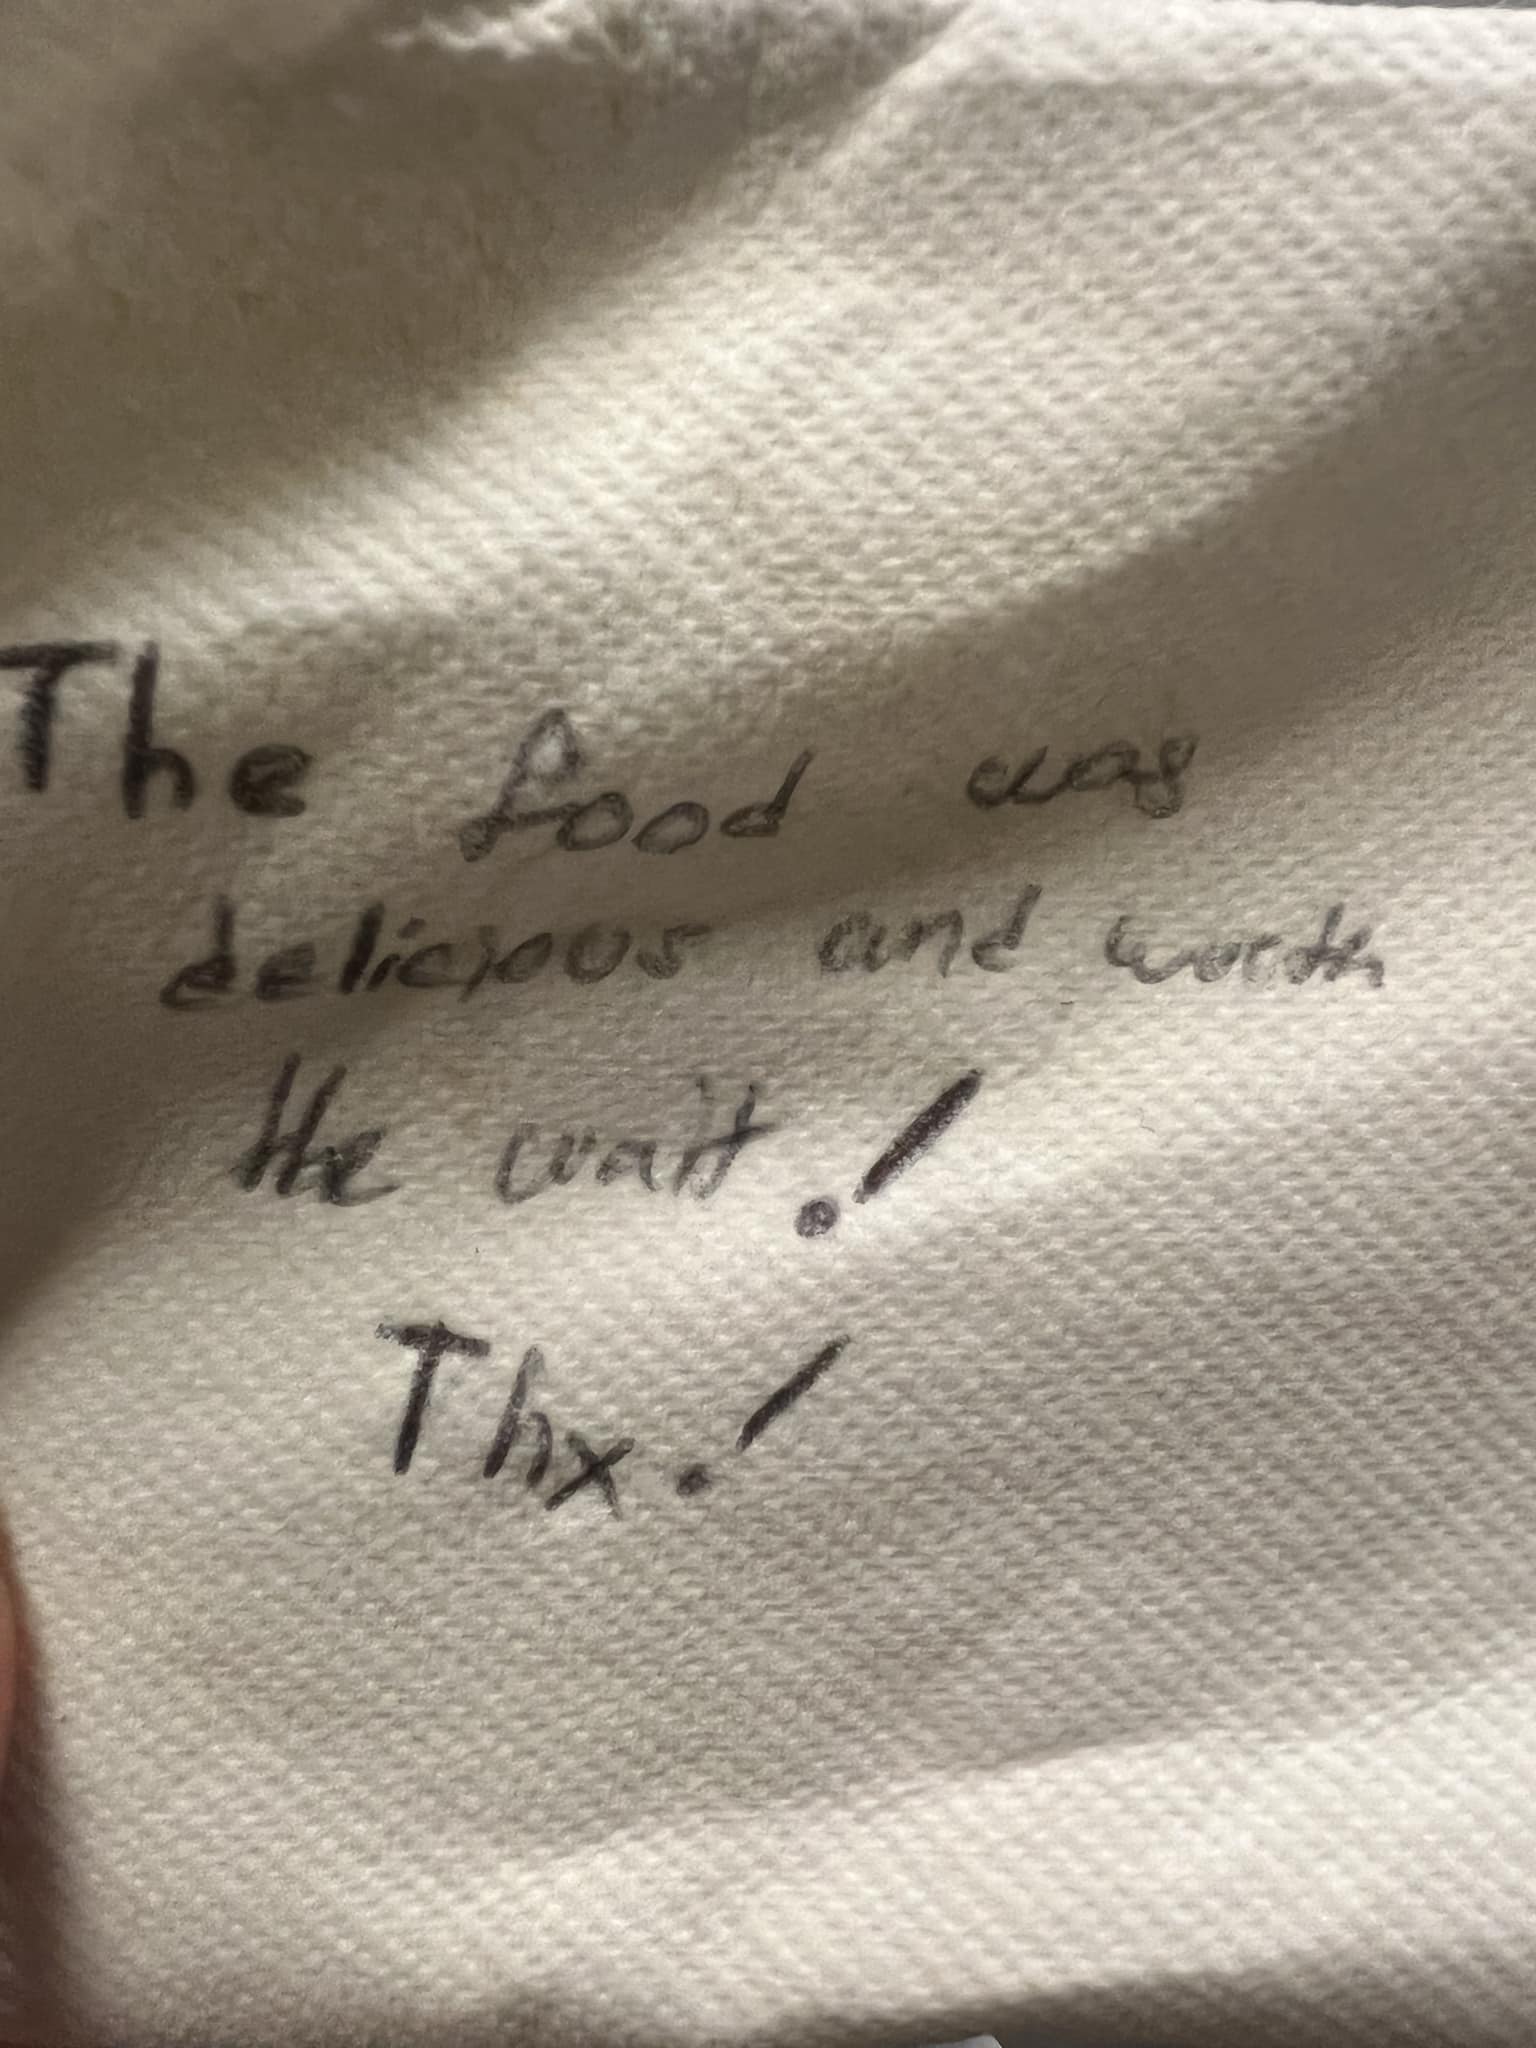 The food was
delicious and worth
the wait!
Thx!